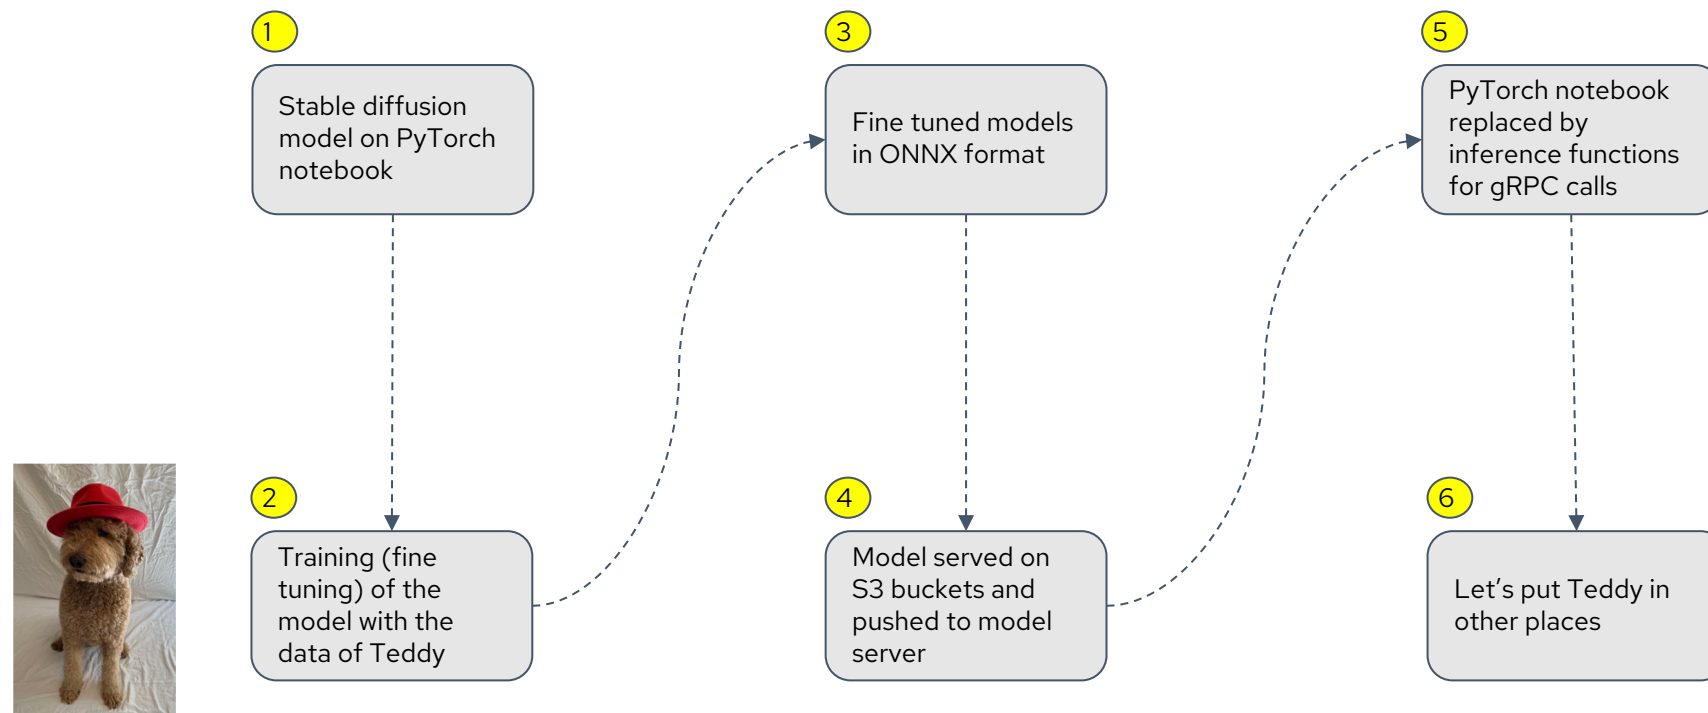 1
Stable diffusion
model on PyTorch
notebook
2
Training (fine
tuning) of the
model with the
data of Teddy
3
Fine tuned models
in ONNX format
4
Model served on
S3 buckets and
pushed to model
server
5
PyTorch notebook
replaced by
inference functions
for gRPC calls
6
Let’s put Teddy in
other places